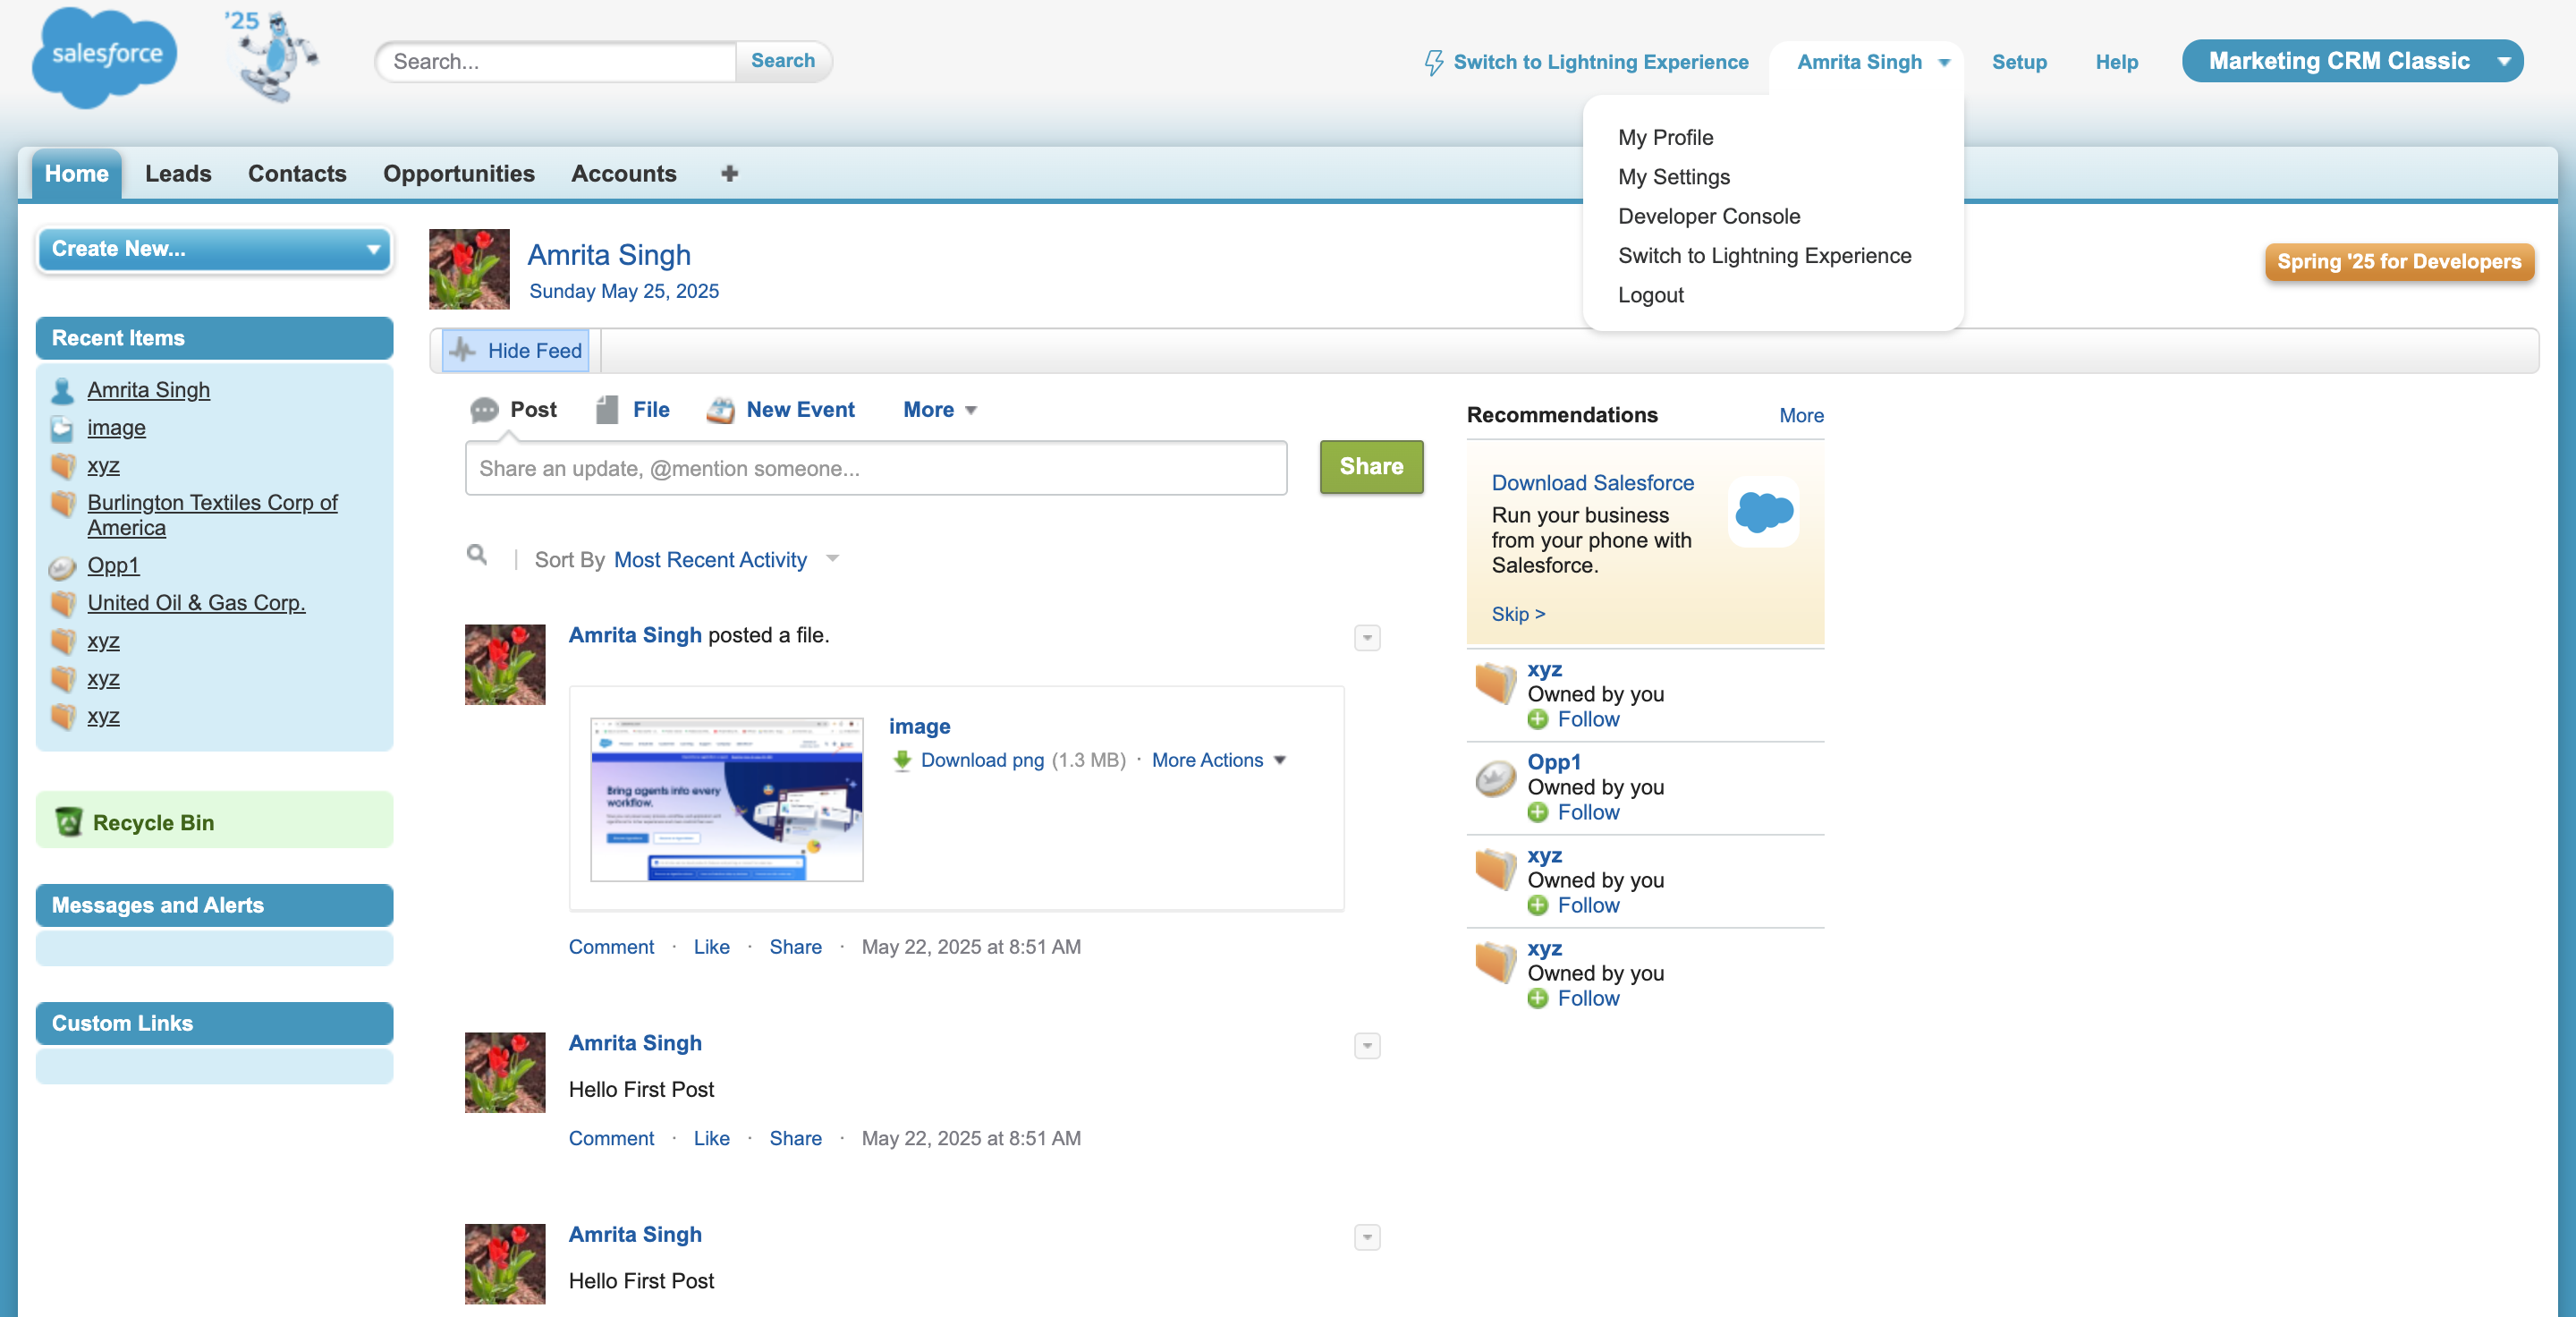 salesforce
'25
Search...
Search
Switch to Lightning Experience
Amrita Singh
Setup
Help
Marketing CRM Classic
My Profile
My Settings
Developer Console
Switch to Lightning Experience
Logout
Home
Leads
Contacts
Opportunities
Accounts
Create New...
Recent Items
Amrita Singh
image
xyz
Burlington Textiles Corp of
America
Opp1
United Oil & Gas Corp.
xyz
xyz
xyz
Recycle Bin
Messages and Alerts
Custom Links
Amrita Singh
Sunday May 25, 2025
Spring '25 for Developers
Hide Feed
Post
File
New Event
More
Share an update, @mention someone...
Share
Sort By Most Recent Activity
Amrita Singh posted a file.
Bring agents into every
workflow.
image
Download png (1.3 MB) · More Actions
Comment · Like · Share · May 22, 2025 at 8:51 AM
Amrita Singh
Hello First Post
Comment · Like · Share · May 22, 2025 at 8:51 AM
Amrita Singh
Hello First Post
Recommendations
More
Download Salesforce
Run your business
from your phone with
Salesforce.
Skip >
xyz
Owned by you
Follow
Opp1
Owned by you
Follow
xyz
Owned by you
Follow
xyz
Owned by you
Follow